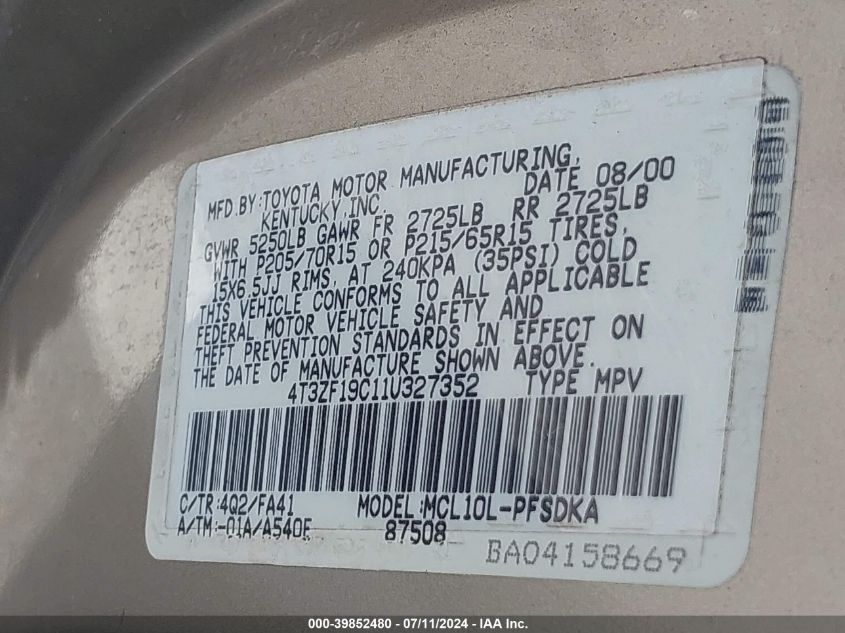 MFD.BY:TOYOTA MOTOR MANUFACTURING,
KENTUCKY,INC. DATE 08/00
GVWR 5250LB GAWR FR 2725LB RR 2725LB
WITH P205/70R15 OR P215/65R15 TIRES,
15X6.5JJ RIMS, AT 240KPA (35PSI) COLD
THIS VEHICLE CONFORMS TO ALL APPLICABLE
FEDERAL MOTOR VEHICLE SAFETY AND
THEFT PREVENTION STANDARDS IN EFFECT ON
THE DATE OF MANUFACTURE SHOWN ABOVE.
4T3ZF19C11U327352 TYPE MPV
C/TR:4Q2/FA41 MODEL:MCL10L-PFSDKA
A/TM:-01A/A540E 87508
BA04158669
000-39852480 - 07/11/2024 - IAA Inc.